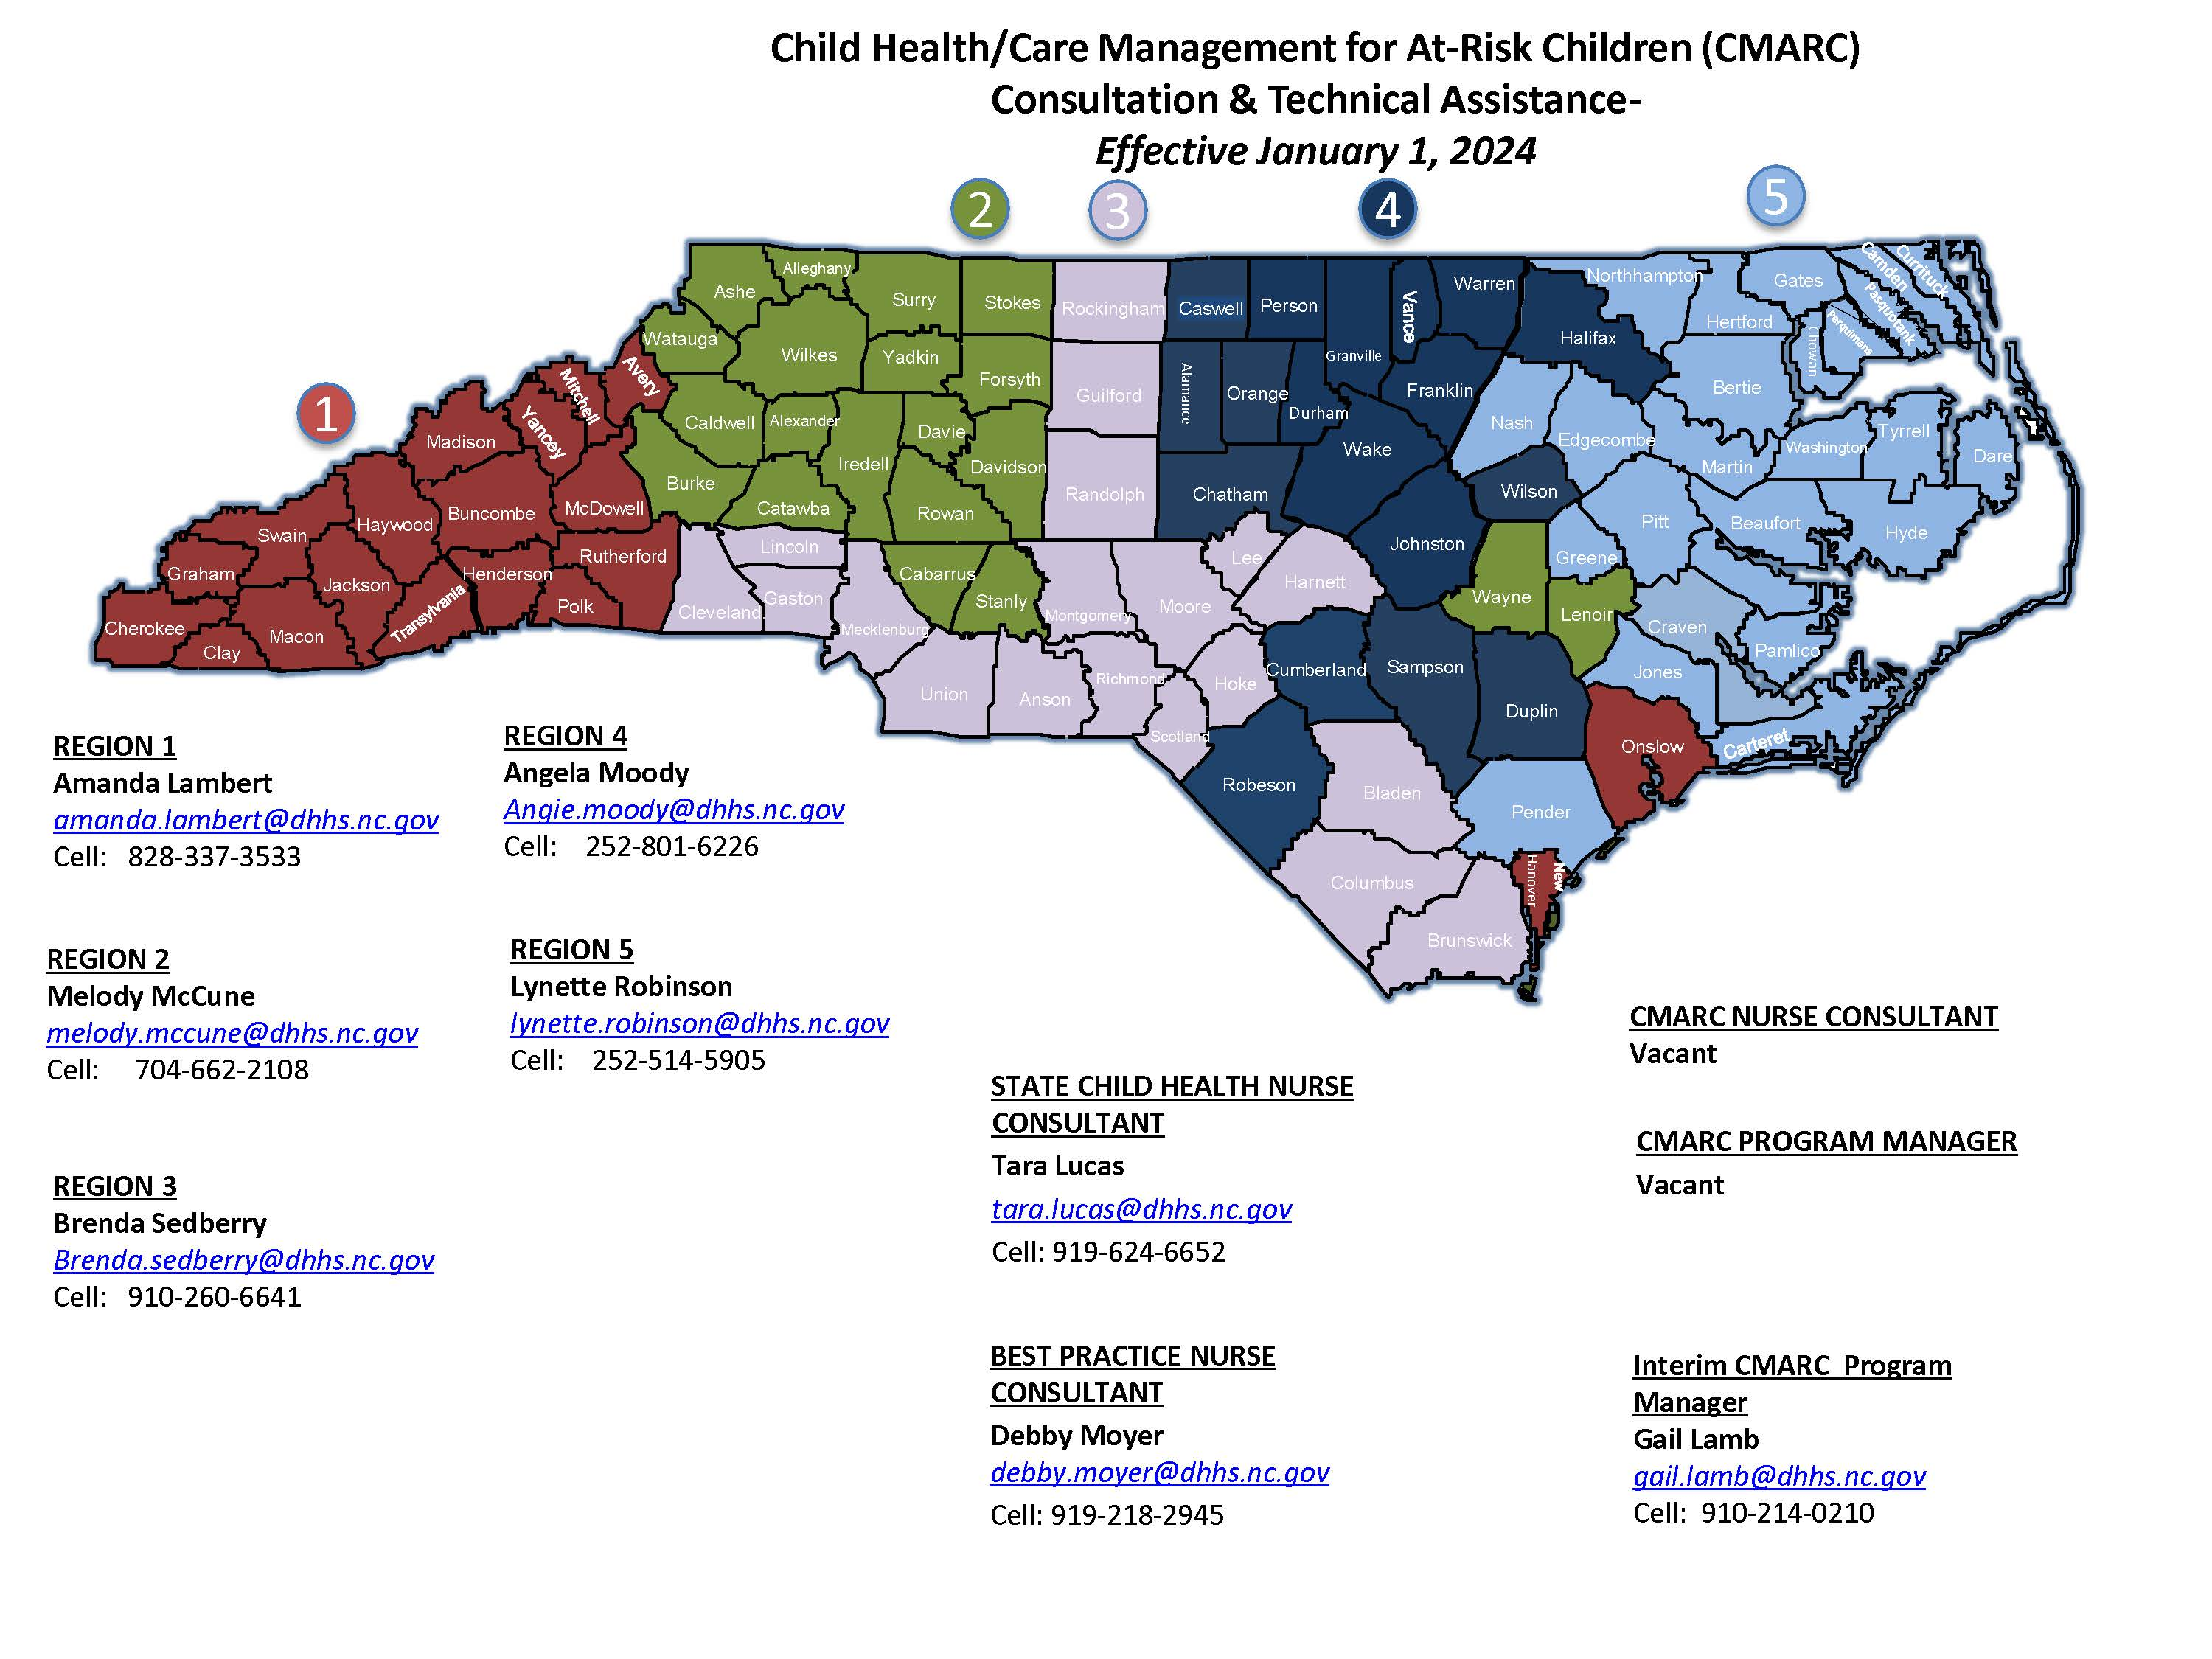 Child Health/Care Management for At-Risk Children (CMARC)
Consultation & Technical Assistance-
Effective January 1, 2024
1
2
3
4
5
Alleghany
Ashe
Surry
Stokes
Rockingham
Caswell
Person
Vance
Warren
Northhampton
Gates
Camden
Currituck
Pasquotank
Perquimans
Chowan
Hertford
Watauga
Wilkes
Yadkin
Forsyth
Guilford
Alamance
Orange
Durham
Granville
Franklin
Halifax
Bertie
Avery
Mitchell
Yancey
Madison
Caldwell
Alexander
Davie
Iredell
Davidson
Randolph
Chatham
Wake
Nash
Edgecombe
Martin
Washington
Tyrrell
Dare
Burke
Catawba
Rowan
McDowell
Buncombe
Haywood
Swain
Graham
Jackson
Transylvania
Henderson
Rutherford
Polk
Cherokee
Clay
Macon
Cleveland
Lincoln
Gaston
Mecklenburg
Cabarrus
Stanly
Montgomery
Moore
Lee
Harnett
Johnston
Wilson
Pitt
Beaufort
Hyde
Greene
Wayne
Lenoir
Craven
Pamlico
Jones
Union
Anson
Richmond
Scotland
Hoke
Cumberland
Sampson
Duplin
Onslow
Carteret
Robeson
Bladen
Pender
Columbus
Brunswick
New
Hanover
REGION 1
Amanda Lambert
amanda.lambert@dhhs.nc.gov
Cell: 828-337-3533
REGION 2
Melody McCune
melody.mccune@dhhs.nc.gov
Cell: 704-662-2108
REGION 3
Brenda Sedberry
Brenda.sedberry@dhhs.nc.gov
Cell: 910-260-6641
REGION 4
Angela Moody
Angie.moody@dhhs.nc.gov
Cell: 252-801-6226
REGION 5
Lynette Robinson
lynette.robinson@dhhs.nc.gov
Cell: 252-514-5905
STATE CHILD HEALTH NURSE
CONSULTANT
Tara Lucas
tara.lucas@dhhs.nc.gov
Cell: 919-624-6652
BEST PRACTICE NURSE
CONSULTANT
Debby Moyer
debby.moyer@dhhs.nc.gov
Cell: 919-218-2945
CMARC NURSE CONSULTANT
Vacant
CMARC PROGRAM MANAGER
Vacant
Interim CMARC Program
Manager
Gail Lamb
gail.lamb@dhhs.nc.gov
Cell: 910-214-0210